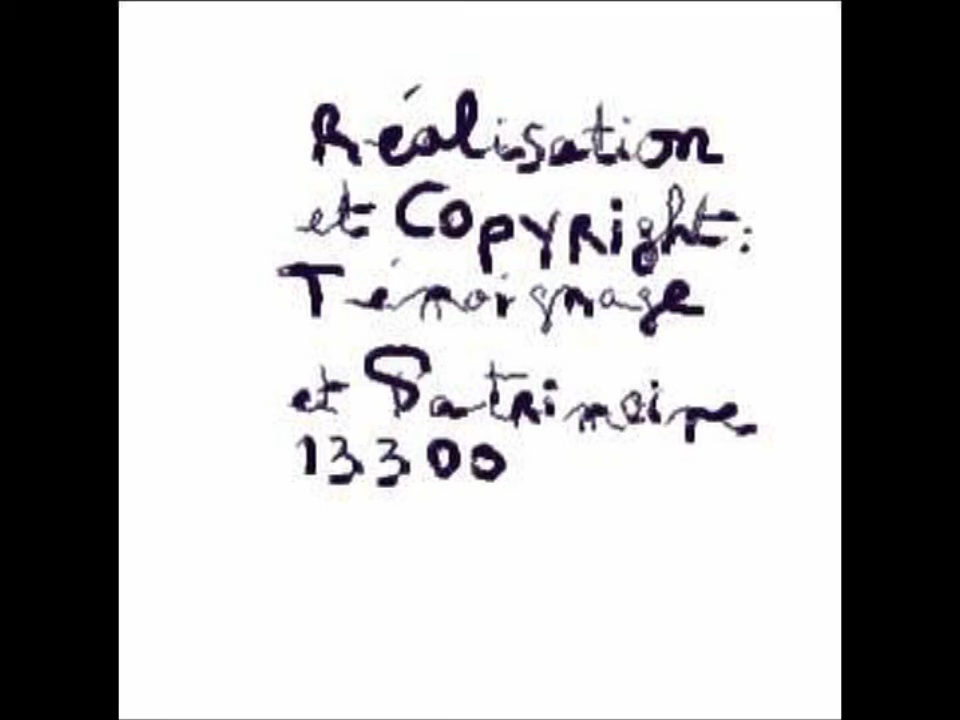 Réalisation
et Copyright:
Témoignage
et Patrimoine
13300